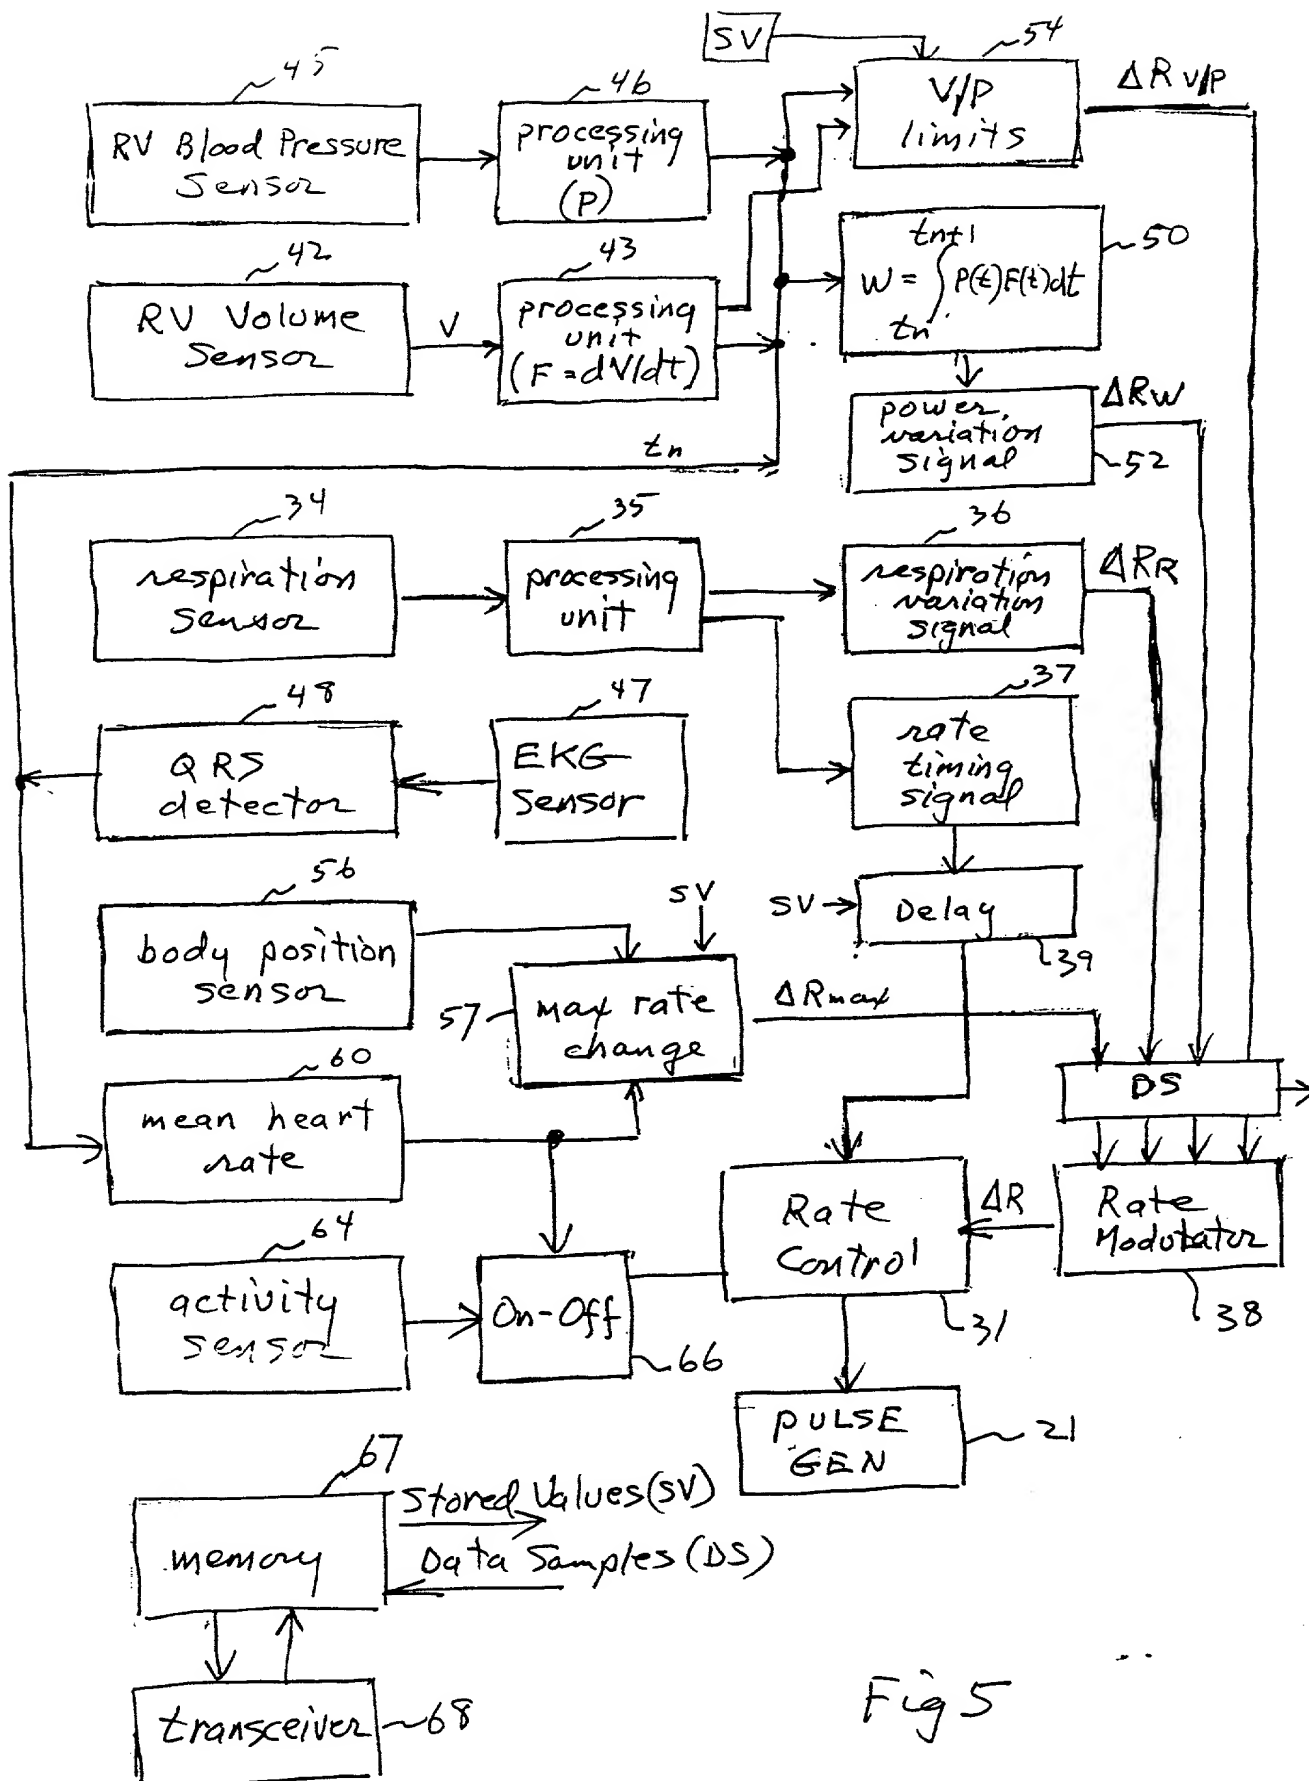 SV
54
45
46
RV Blood Pressure
Sensor
processing
unit
(P)
V/P
limits
ΔR V/P
42
43
RV Volume
Sensor
V
processing
unit
(F = dV/dt)
tn+1
W = ∫ P(t)F(t)dt
tn
50
power
variation
signal
ΔRW
52
tn
34
35
36
respiration
sensor
processing
unit
respiration
variation
signal
ΔRR
48
47
37
QRS
detector
EKG
sensor
rate
timing
signal
56
body position
sensor
SV
SV
Delay
39
57
max rate
change
ΔRmax
60
mean heart
rate
DS
64
activity
sensor
On-Off
66
Rate
Control
31
ΔR
Rate
Modulator
38
PULSE
GEN
21
67
memory
Stored Values (SV)
Data Samples (DS)
transceiver
68
Fig 5